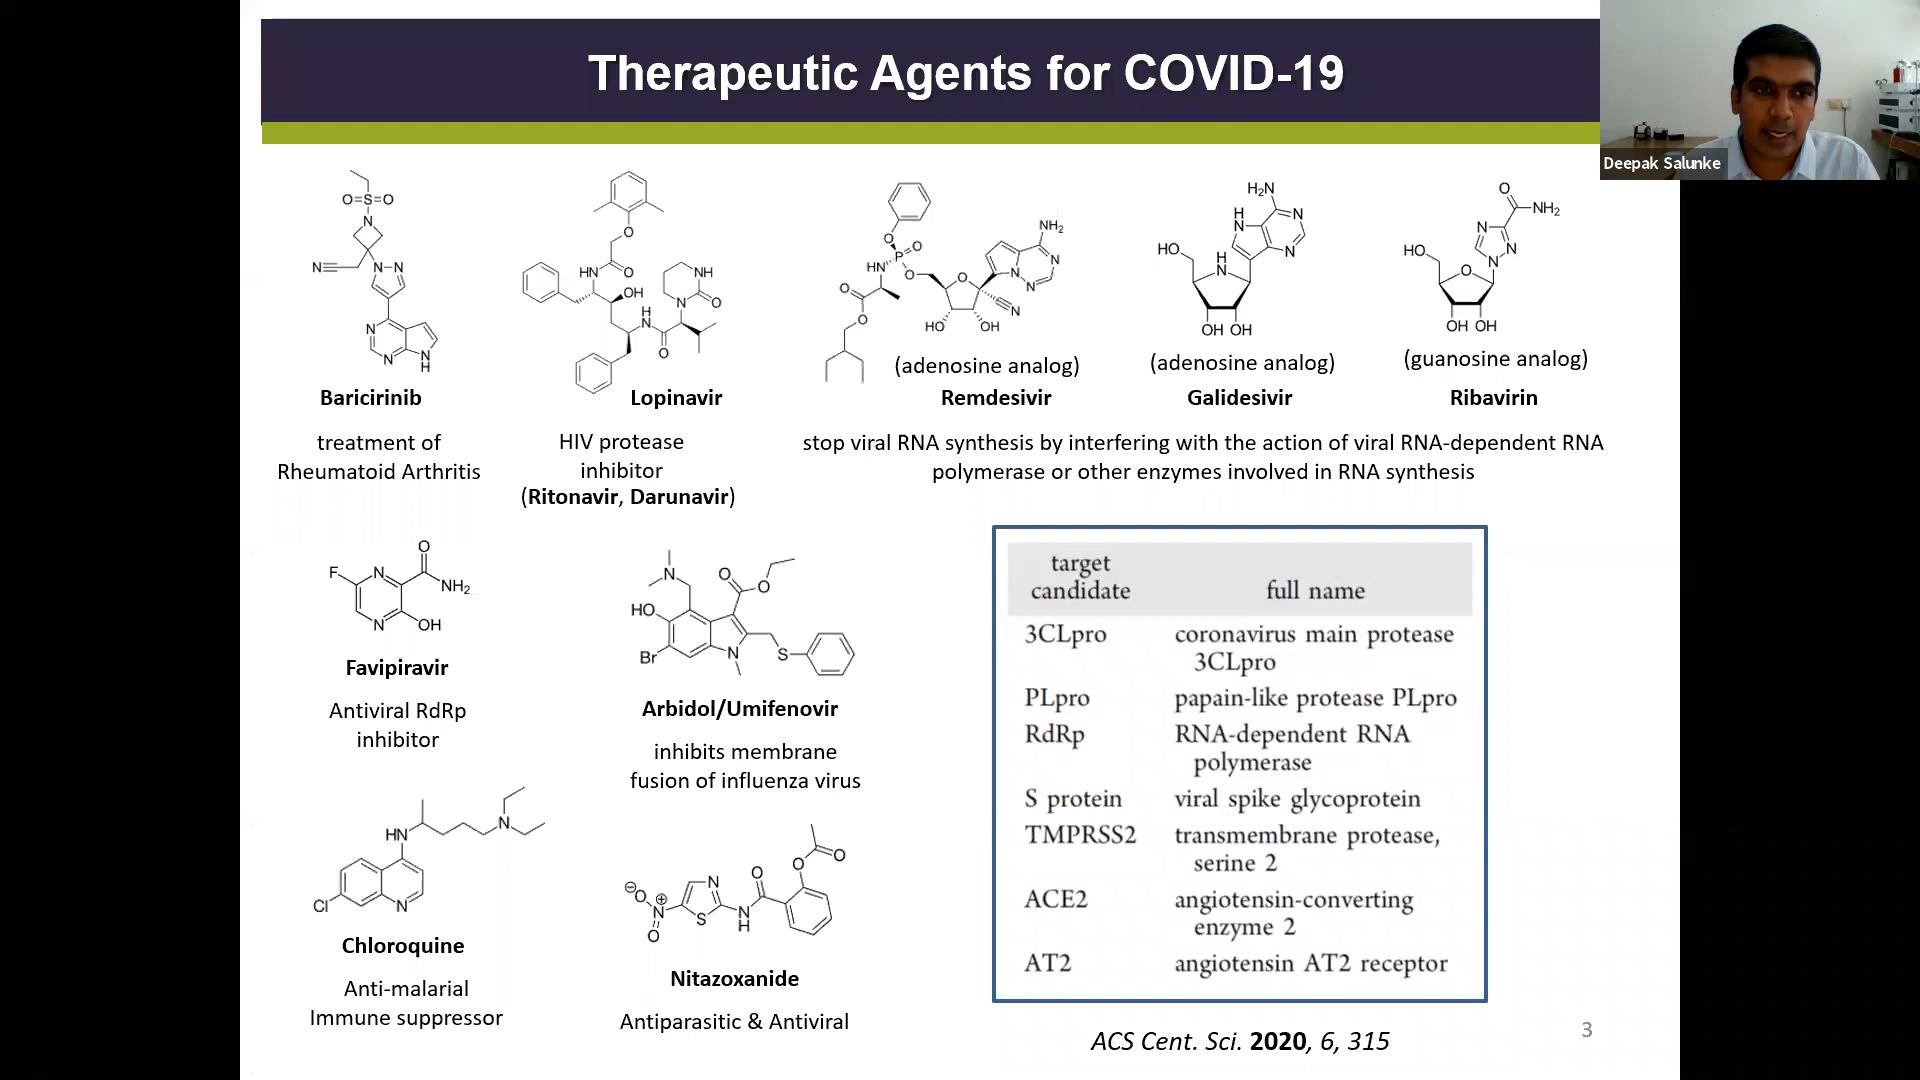 Therapeutic Agents for COVID-19
Deepak Salunke
(adenosine analog)
(adenosine analog)
(guanosine analog)
Baricirinib
Lopinavir
Remdesivir
Galidesivir
Ribavirin
treatment of
Rheumatoid Arthritis
HIV protease
inhibitor
(Ritonavir, Darunavir)
stop viral RNA synthesis by interfering with the action of viral RNA-dependent RNA
polymerase or other enzymes involved in RNA synthesis
Favipiravir
Antiviral RdRp
inhibitor
Arbidol/Umifenovir
inhibits membrane
fusion of influenza virus
Chloroquine
Anti-malarial
Immune suppressor
Nitazoxanide
Antiparasitic & Antiviral
target
candidate full name
3CLpro coronavirus main protease
3CLpro
PLpro papain-like protease PLpro
RdRp RNA-dependent RNA
polymerase
S protein viral spike glycoprotein
TMPRSS2 transmembrane protease,
serine 2
ACE2 angiotensin-converting
enzyme 2
AT2 angiotensin AT2 receptor
ACS Cent. Sci. 2020, 6, 315
3